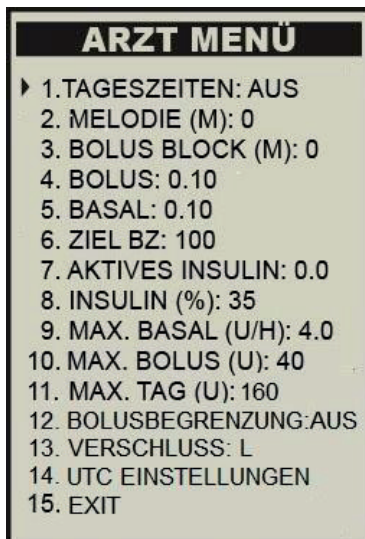 ARZT MENÜ
1.TAGESZEITEN: AUS
2. MELODIE (M): 0
3. BOLUS BLOCK (M): 0
4. BOLUS: 0.10
5. BASAL: 0.10
6. ZIEL BZ: 100
7. AKTIVES INSULIN: 0.0
8. INSULIN (%): 35
9. MAX. BASAL (U/H): 4.0
10. MAX. BOLUS (U): 40
11. MAX. TAG (U): 160
12. BOLUSBEGRENZUNG:AUS
13. VERSCHLUSS: L
14. UTC EINSTELLUNGEN
15. EXIT